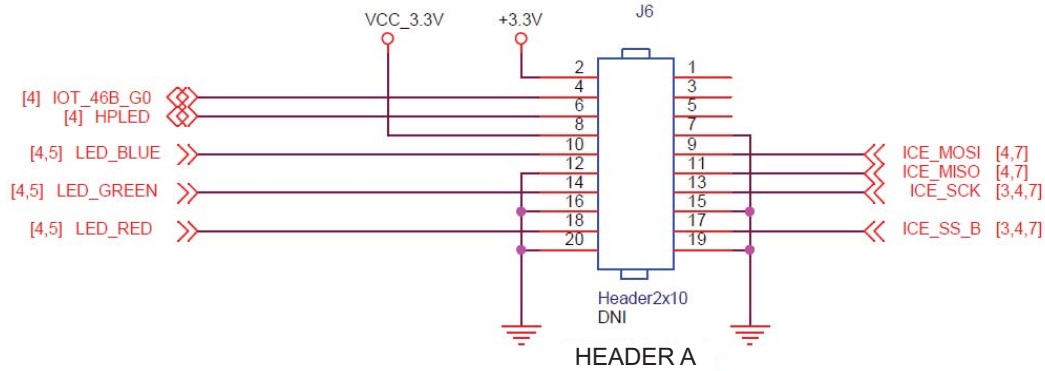 J6
VCC_3.3V +3.3V
2 1
[4] IOT_46B_G0 4 3
[4] HPLED 6 5
8 7
[4,5] LED_BLUE 10 9 ICE_MOSI [4,7]
12 11 ICE_MISO [4,7]
[4,5] LED_GREEN 14 13 ICE_SCK [3,4,7]
16 15
[4,5] LED_RED 18 17 ICE_SS_B [3,4,7]
20 19
Header2x10
DNI
HEADER A